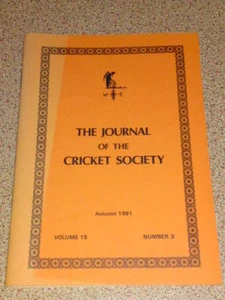 W E
THE JOURNAL
OF THE
CRICKET SOCIETY
Autumn 1991
VOLUME 15 NUMBER 3